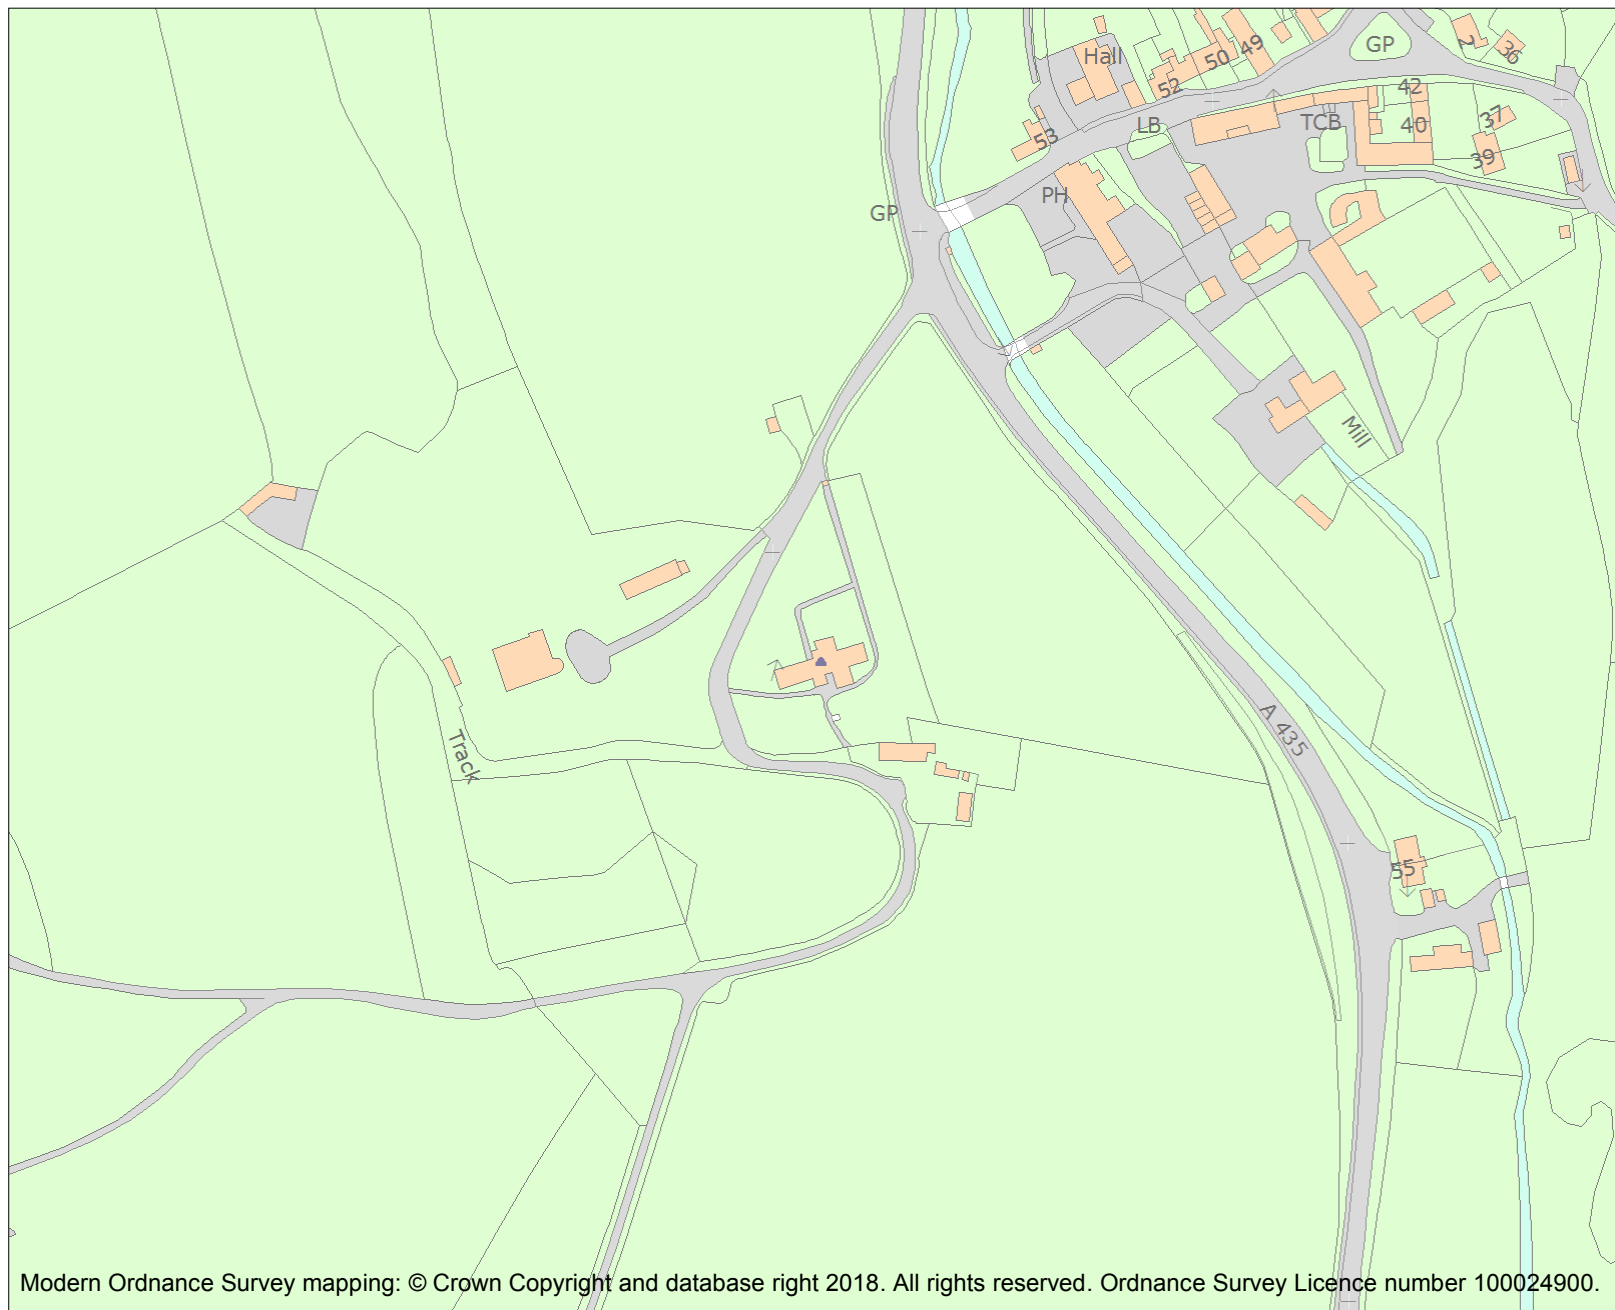 GP
2
36
Hall
50
49
52
42
LB
TCB
40
37
53
39
PH
GP
Mill
A 435
Track
55
Modern Ordnance Survey mapping: © Crown Copyright and database right 2018. All rights reserved. Ordnance Survey Licence number 100024900.